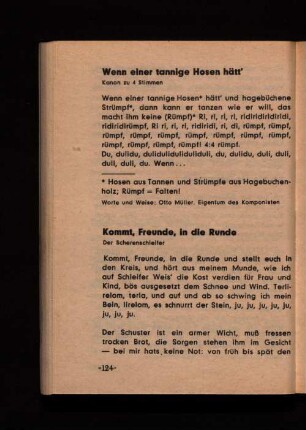 Wenn einer tannige Hosen hätt'
Kanon zu 4 Stimmen
Wenn einer tannige Hosen* hätt' und hagebüchene
Strümpf*, dann kann er tanzen wie er will, das
macht ihm keine (Rümpf)* Ri, ri, ri, ri, ridiridiridiridi,
ridiridirümpf, Ri ri, ri, ri, ridiridi, ri, di, rümpf, rümpf,
rümpf, rümpf, rümpf, rümpf, rümpf, rümpf, rümpf,
rümpf, rümpf, rümpf, rümpf, rümpf! 4:4 rümpf.
Du, dulidu, duliduliduliduliduli, du, dulidu, duli, duli,
duli, duli, du. Wenn . . .
* Hosen aus Tannen und Strümpfe aus Hagebuchen-
holz; Rümpf = Falten!
Worte und Weise: Otto Müller. Eigentum des Komponisten
Kommt, Freunde, in die Runde
Der Scherenschleifer
Kommt, Freunde, in die Runde und stellt euch in
den Kreis, und hört aus meinem Munde, wie ich
auf Schleifer Weis' die Kost verdien für Frau und
Kind, bös ausgesetzt dem Schnee und Wind. Terli-
relom, terla, und auf und ab so schwing ich mein
Bein, lirelom, es schnurrt der Stein, ju, ju, ju, ju, ju,
ju, ju, ju.
Der Schuster ist ein armer Wicht, muß fressen
trocken Brot, die Sorgen stehen ihm im Gesicht
— bei mir hats keine Not: von früh bis spät den
-124-